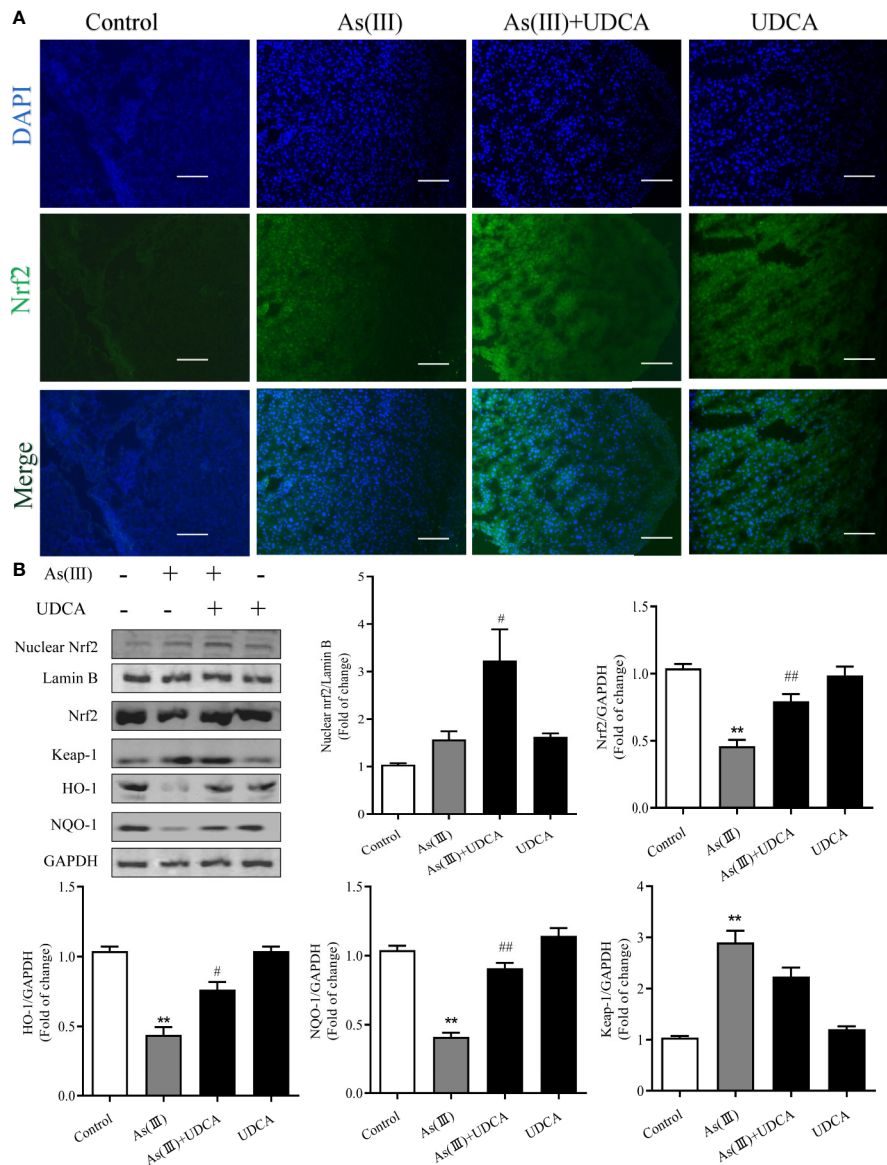 A
Control As(III) As(III)+UDCA UDCA
DAPI
Nrf2
Merge
B
As(III) - + + -
UDCA - - + +
Nuclear Nrf2
Lamin B
Nrf2
Keap-1
HO-1
NQO-1
GAPDH
Nuclear nrf2/Lamin B
(Fold of change)
5
4
3
2
1
0
#
Control As(Ⅲ) As(Ⅲ)+UDCA UDCA
Nrf2/GAPDH
(Fold of change)
1.5
1.0
0.5
0.0
** ##
Control As(Ⅲ) As(Ⅲ)+UDCA UDCA
HO-1/GAPDH
(Fold of change)
1.5
1.0
0.5
0.0
** #
Control As(Ⅲ) As(Ⅲ)+UDCA UDCA
NQO-1/GAPDH
(Fold of change)
1.5
1.0
0.5
0.0
** ##
Control As(Ⅲ) As(Ⅲ)+UDCA UDCA
Keap-1/GAPDH
(Fold of change)
4
3
2
1
0
**
Control As(Ⅲ) As(Ⅲ)+UDCA UDCA